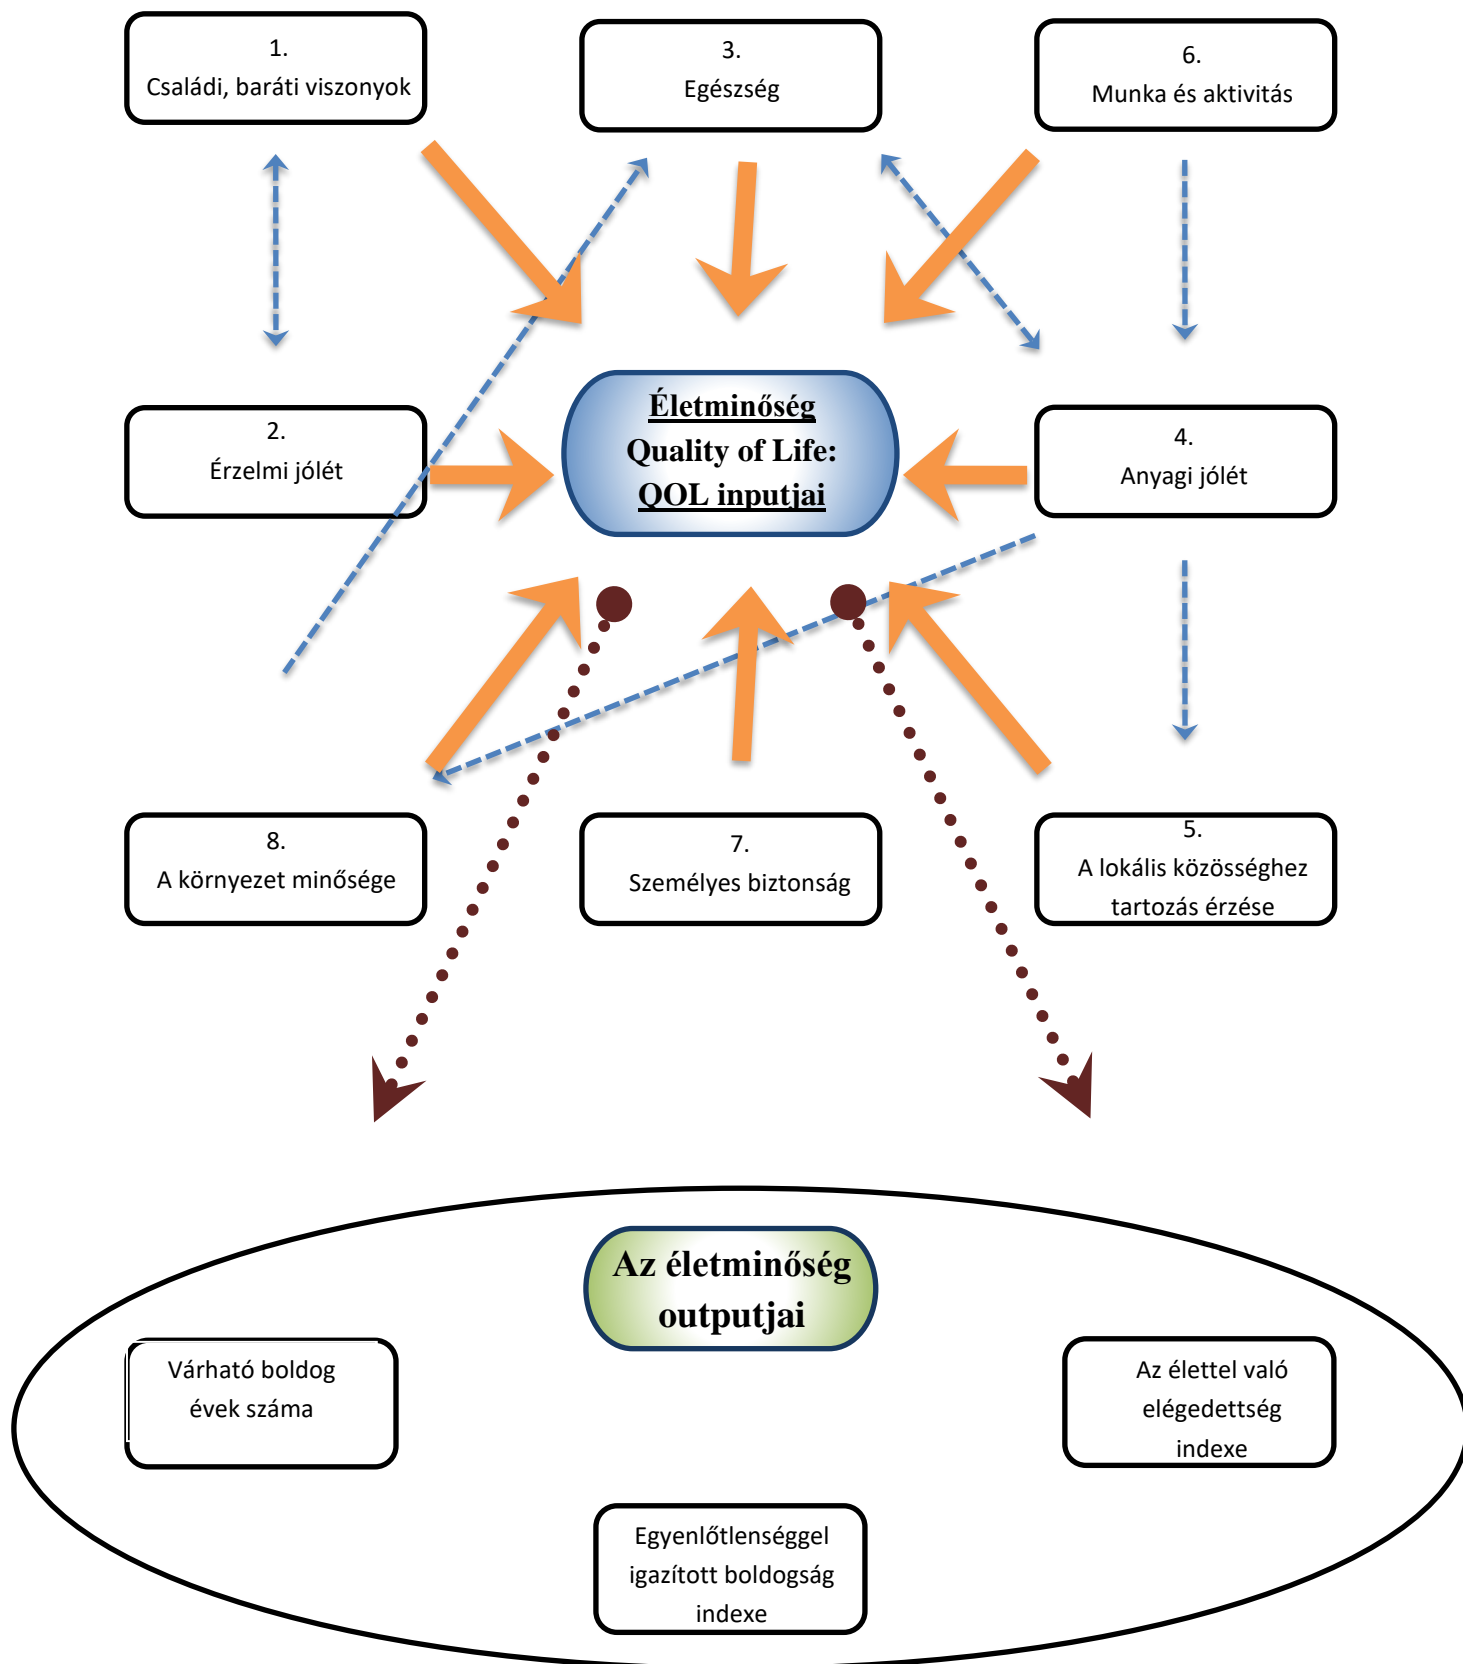 1.
Családi, baráti viszonyok
3.
Egészség
6.
Munka és aktivitás
2.
Érzelmi jólét
Életminőség
Quality of Life:
QOL inputjai
4.
Anyagi jólét
8.
A környezet minősége
7.
Személyes biztonság
5.
A lokális közösséghez
tartozás érzése
Az életminőség
outputjai
Várható boldog
évek száma
Az élettel való
elégedettség
indexe
Egyenlőtlenséggel
igazított boldogság
indexe